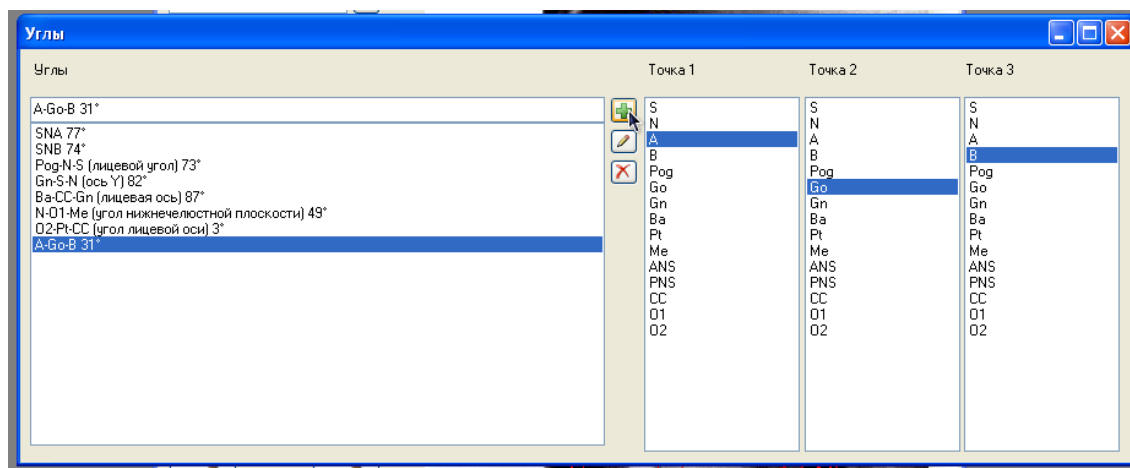 Углы
Углы
Точка 1
Точка 2
Точка 3
A-Go-B 31°
SNA 77°
SNB 74°
Pog-N-S (лицевой угол) 73°
Gn-S-N (ось Y) 82°
Ba-CC-Gn (лицевая ось) 87°
N-O1-Me (угол нижнечелюстной плоскости) 49°
O2-Pt-CC (угол лицевой оси) 3°
A-Go-B 31°
S
N
A
B
Pog
Go
Gn
Ba
Pt
Me
ANS
PNS
CC
O1
O2
S
N
A
B
Pog
Go
Gn
Ba
Pt
Me
ANS
PNS
CC
O1
O2
S
N
A
B
Pog
Go
Gn
Ba
Pt
Me
ANS
PNS
CC
O1
O2